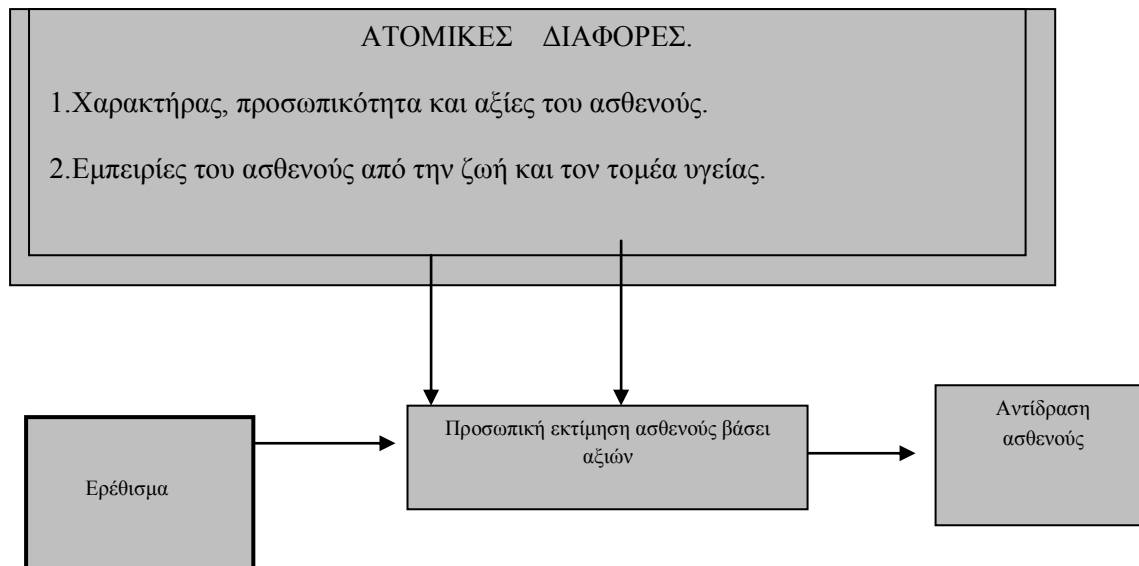 ΑΤΟΜΙΚΕΣ ΔΙΑΦΟΡΕΣ.
1.Χαρακτήρας, προσωπικότητα και αξίες του ασθενούς.
2.Εμπειρίες του ασθενούς από την ζωή και τον τομέα υγείας.
Ερέθισμα
Προσωπική εκτίμηση ασθενούς βάσει
αξιών
Αντίδραση
ασθενούς